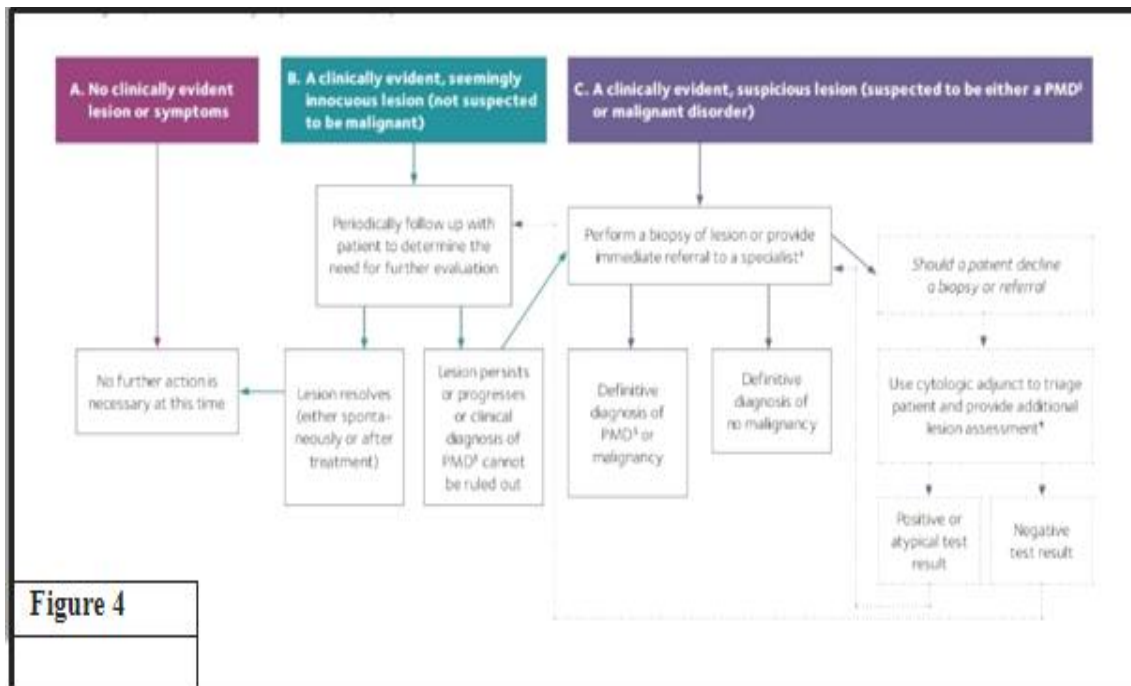 A. No clinically evident
lesion or symptoms
B. A clinically evident, seemingly
innocuous lesion (not suspected
to be malignant)
C. A clinically evident, suspicious lesion (suspected to be either a PMD‡
or malignant disorder)
Periodically follow up with
patient to determine the
need for further evaluation
Perform a biopsy of lesion or provide
immediate referral to a specialist†
Should a patient decline
a biopsy or referral
No further action is
necessary at this time
Lesion resolves
(either sponta-
neously or after
treatment)
Lesion persists
or progresses
or clinical
diagnosis of
PMD‡ cannot
be ruled out
Definitive
diagnosis of
PMD‡ or
malignancy
Definitive
diagnosis of
no malignancy
Use cytologic adjunct to triage
patient and provide additional
lesion assessment¶
Positive or
atypical test
result
Negative
test result
Figure 4